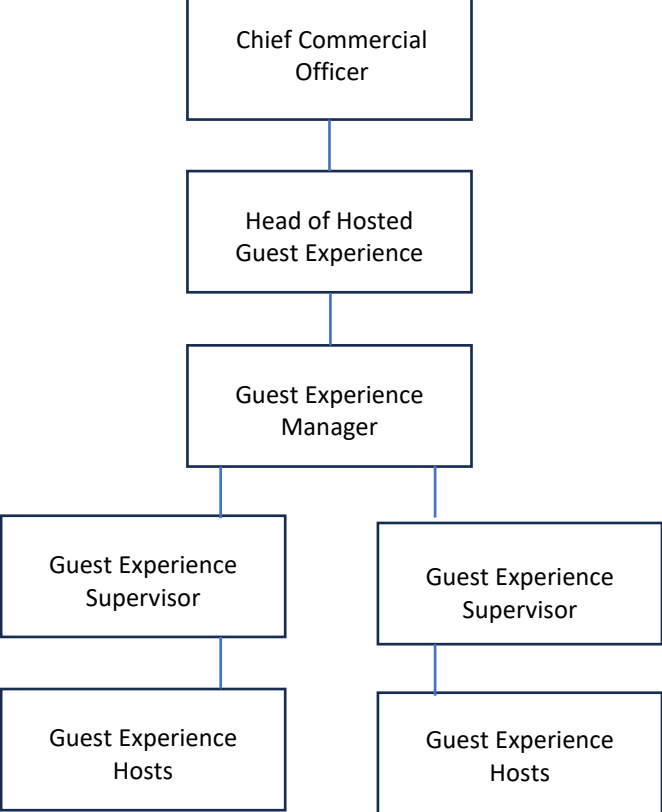 Chief Commercial
Officer
Head of Hosted
Guest Experience
Guest Experience
Manager
Guest Experience
Supervisor
Guest Experience
Supervisor
Guest Experience
Hosts
Guest Experience
Hosts